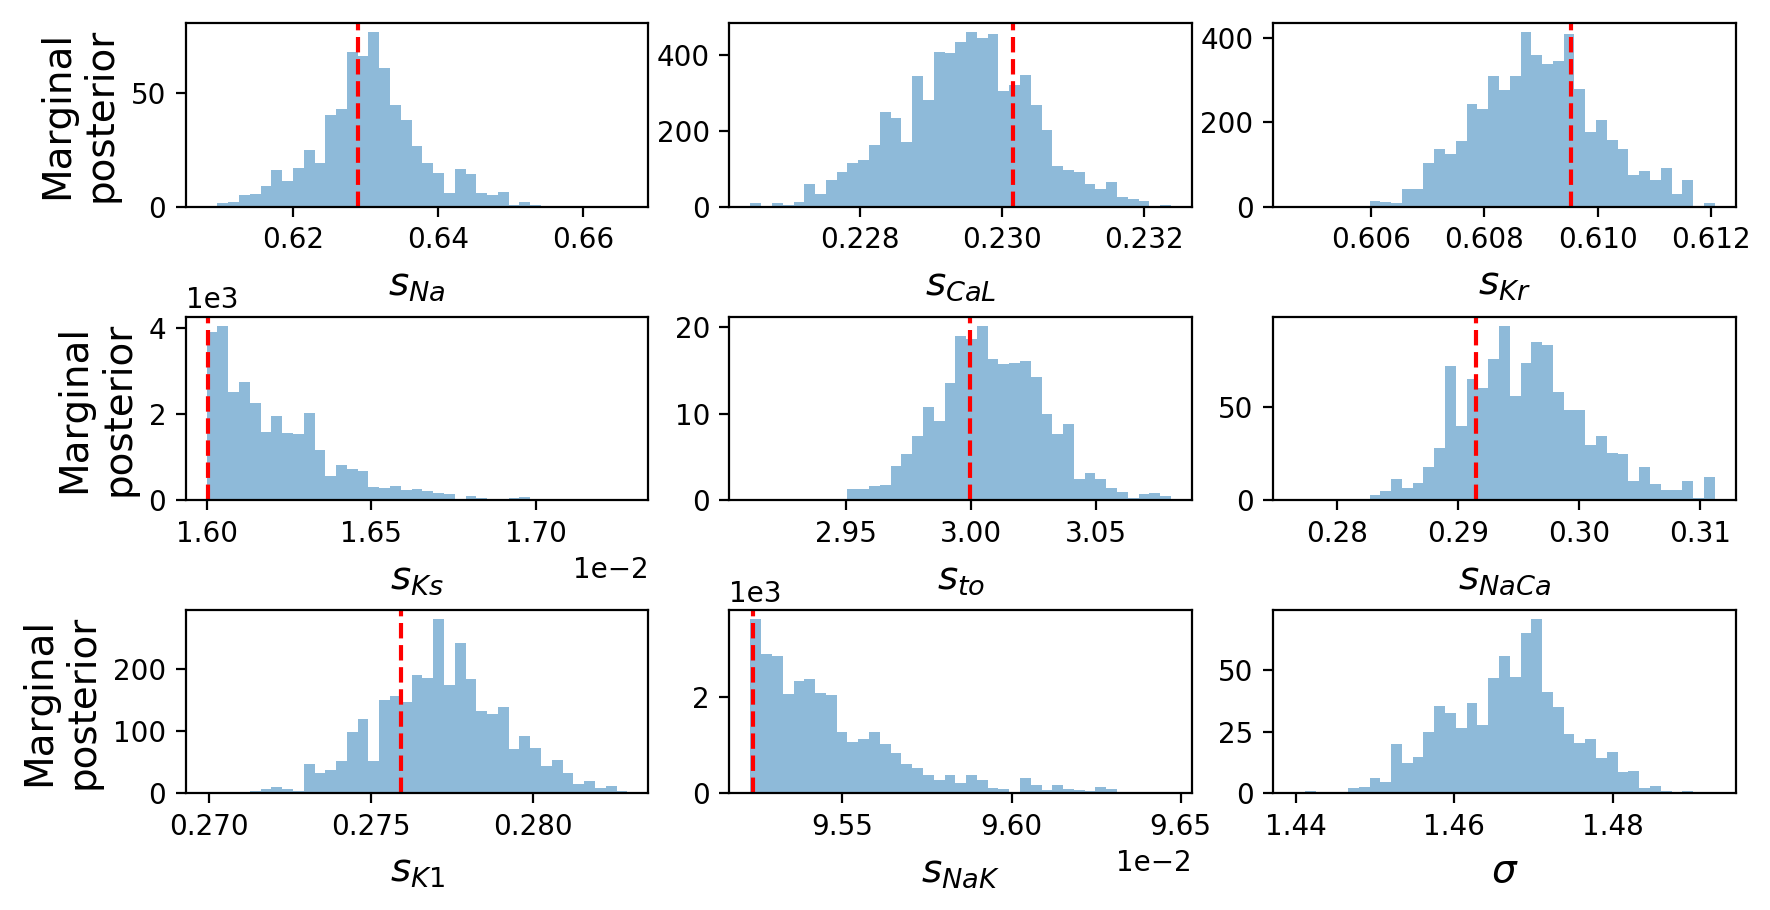 Marginal
posterior
50
0
0.62 0.64 0.66
s_Na
400
200
0
0.228 0.230 0.232
s_CaL
400
200
0
0.606 0.608 0.610 0.612
s_Kr
Marginal
posterior
1e3
4
2
0
1.60 1.65 1.70
1e−2
s_Ks
20
10
0
2.95 3.00 3.05
s_to
50
0
0.28 0.29 0.30 0.31
s_NaCa
Marginal
posterior
200
100
0
0.270 0.275 0.280
s_K1
1e3
2
0
9.55 9.60 9.65
1e−2
s_NaK
50
25
0
1.44 1.46 1.48
σ